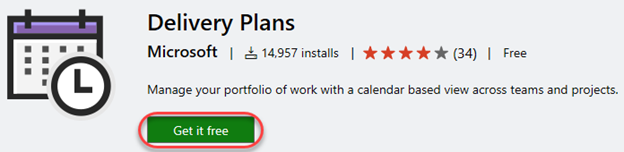 Delivery Plans
Microsoft | 14,957 installs | (34) | Free
Manage your portfolio of work with a calendar based view across teams and projects.
Get it free